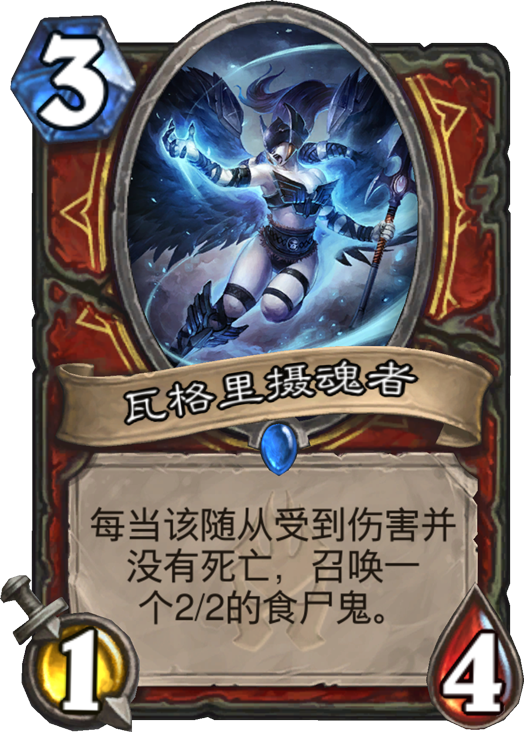 3
瓦格里摄魂者
每当该随从受到伤害并
没有死亡，召唤一
个2/2的食尸鬼。
1
4